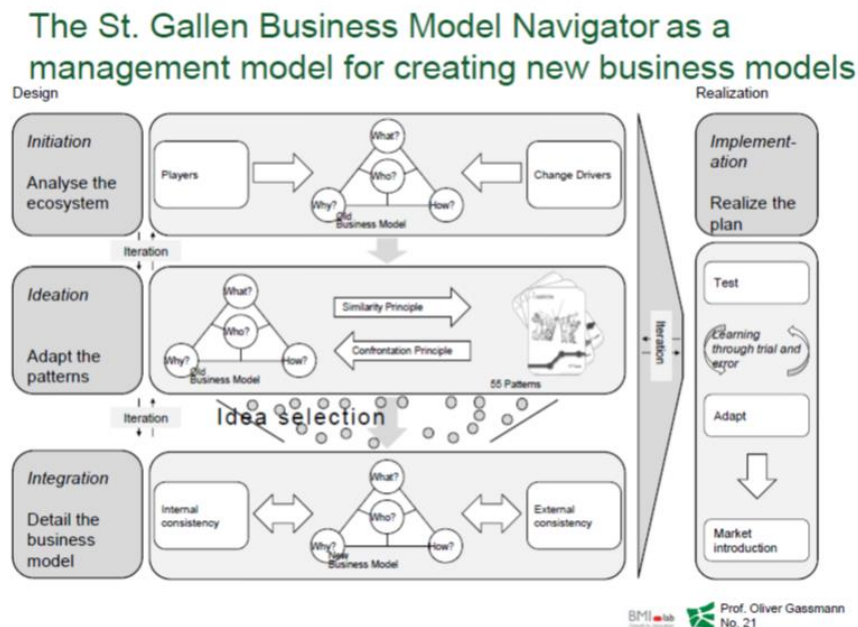 The St. Gallen Business Model Navigator as a
management model for creating new business models
Design
Realization
Initiation
Analyse the
ecosystem
Players
What?
Who?
Why?
How?
Old
Business Model
Change Drivers
Implement-
ation
Realize the
plan
Iteration
Ideation
Adapt the
patterns
What?
Who?
Why?
How?
Old
Business Model
Similarity Principle
Confrontation Principle
55 Patterns
Iteration
Test
Learning
through trial and
error
Adapt
Market
introduction
Iteration
Idea selection
Integration
Detail the
business
model
Internal
consistency
What?
Who?
Why?
How?
New
Business Model
External
consistency
BMI lab
Prof. Oliver Gassmann
No. 21